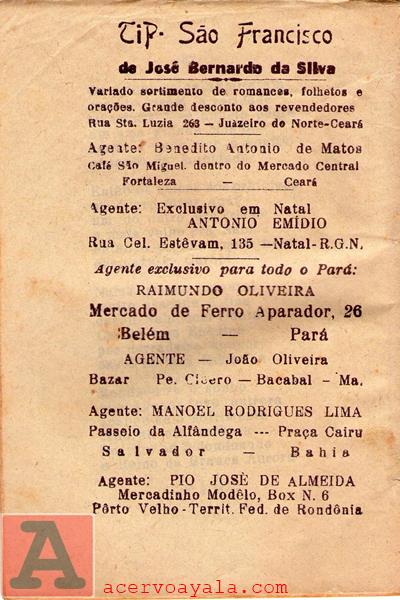 TiP. São Francisco
de José Bernardo da Silva
Variado sortimento de romances, folhetos e
orações. Grande desconto aos revendedores
Rua Sta. Luzia 263 — Juàzeiro do Norte-Ceará
Agente: Benedito Antonio de Matos
Café São Miguel. dentro do Mercado Central
Fortaleza — Ceará
Agente: Exclusivo em Natal
ANTONIO EMÍDIO
Rua Cel. Estêvam, 135 —Natal-R.G.N.
Agente exclusivo para todo o Pará:
RAIMUNDO OLIVEIRA
Mercado de Ferro Aparador, 26
Belém — Pará
AGENTE — João Oliveira
Bazar Pe. Cícero — Bacabal - Ma.
Agente: MANOEL RODRIGUES LIMA
Passeio da Alfândega --- Praça Cairu
Salvador — Bahia
Agente: PIO JOSÈ DE ALMEIDA
Mercadinho Modêlo, Box N. 6
Pôrto Velho-Territ. Fed. de Rondônia
A
acervoayala.com